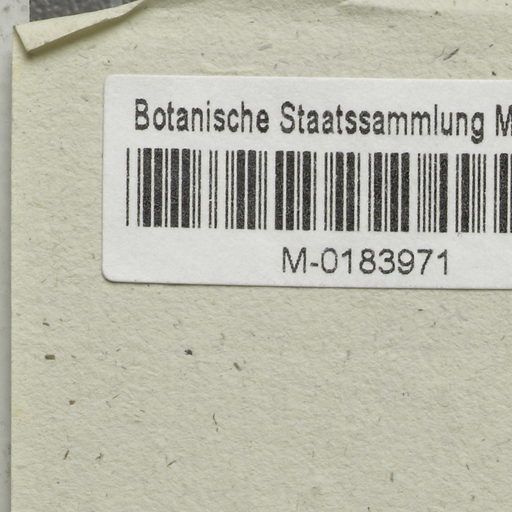 Botanische Staatssammlung M
M-0183971